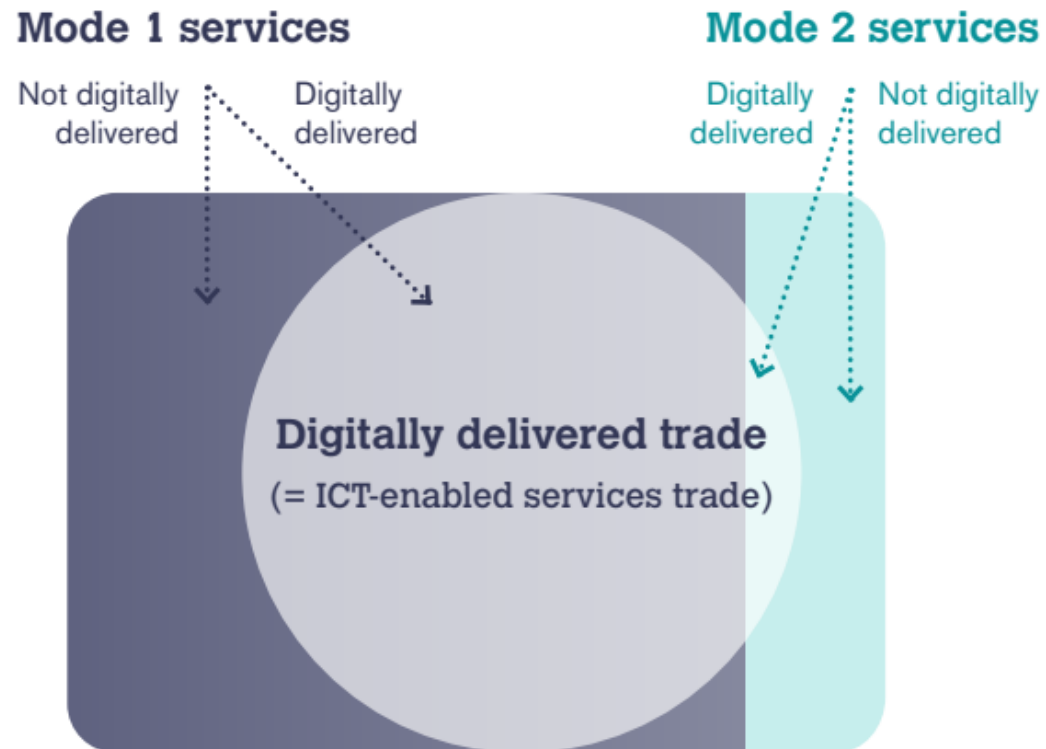 Mode 1 services
Mode 2 services
Not digitally
delivered
Digitally
delivered
Digitally
delivered
Not digitally
delivered
Digitally delivered trade
(= ICT-enabled services trade)